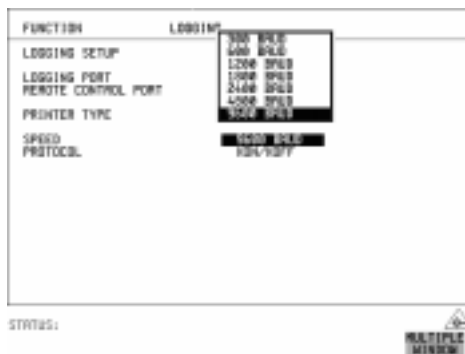 FUNCTION LOGGING
300 BAUD
LOGGING SETUP 600 BAUD
1200 BAUD
LOGGING PORT 1800 BAUD
REMOTE CONTROL PORT 2400 BAUD
4800 BAUD
PRINTER TYPE 9600 BAUD
SPEED 9600 BAUD
PROTOCOL XON/XOFF
STATUS:
MULTIPLE
WINDOW